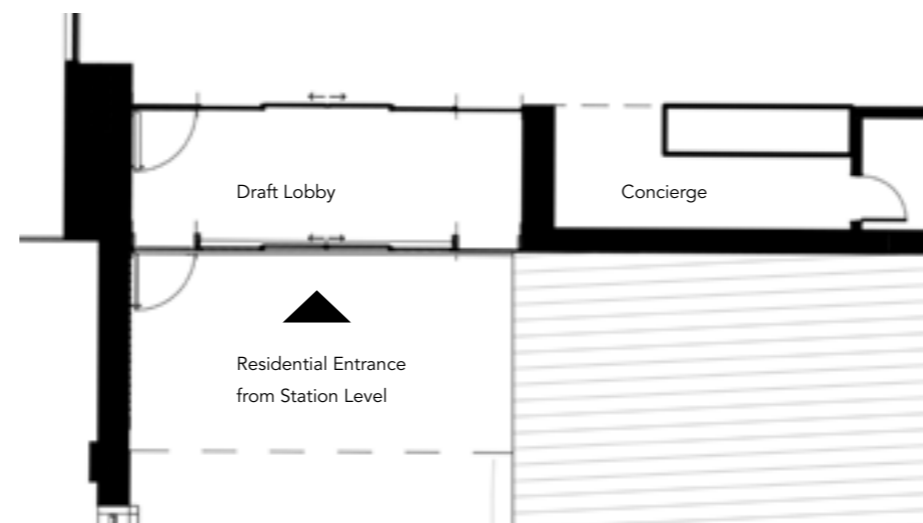 Draft Lobby
Concierge
Residential Entrance
from Station Level